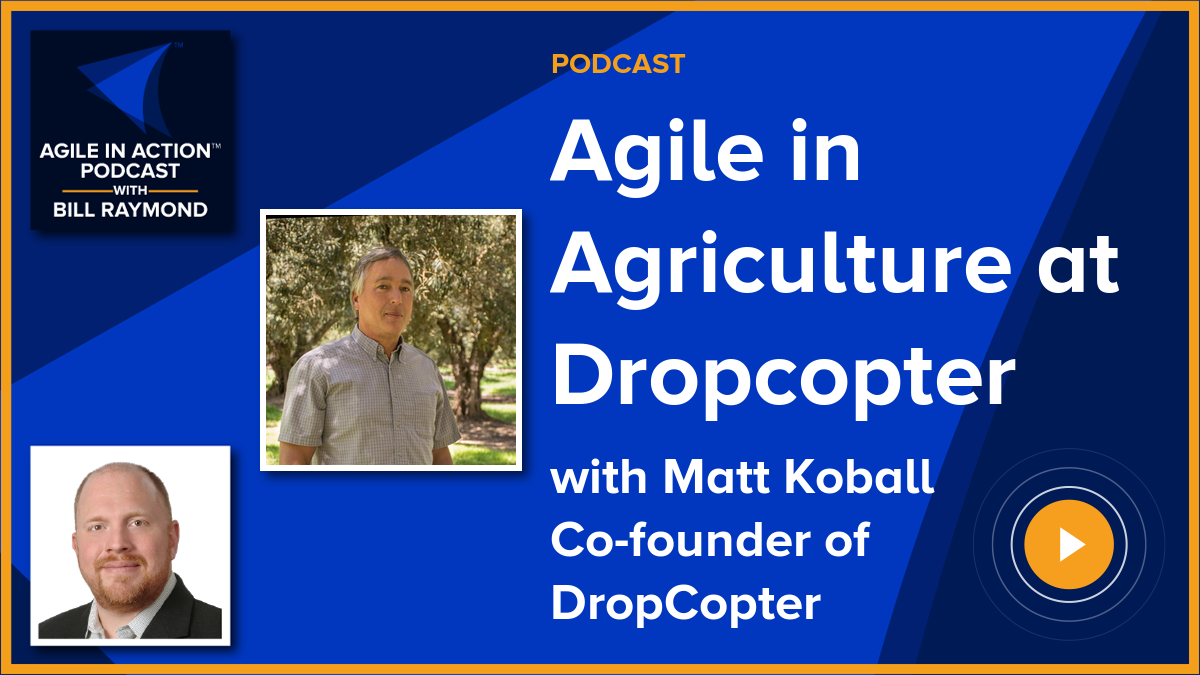 TM
AGILE IN ACTION™
PODCAST
WITH
BILL RAYMOND
PODCAST
Agile in
Agriculture at
Dropcopter
with Matt Koball
Co-founder of
DropCopter